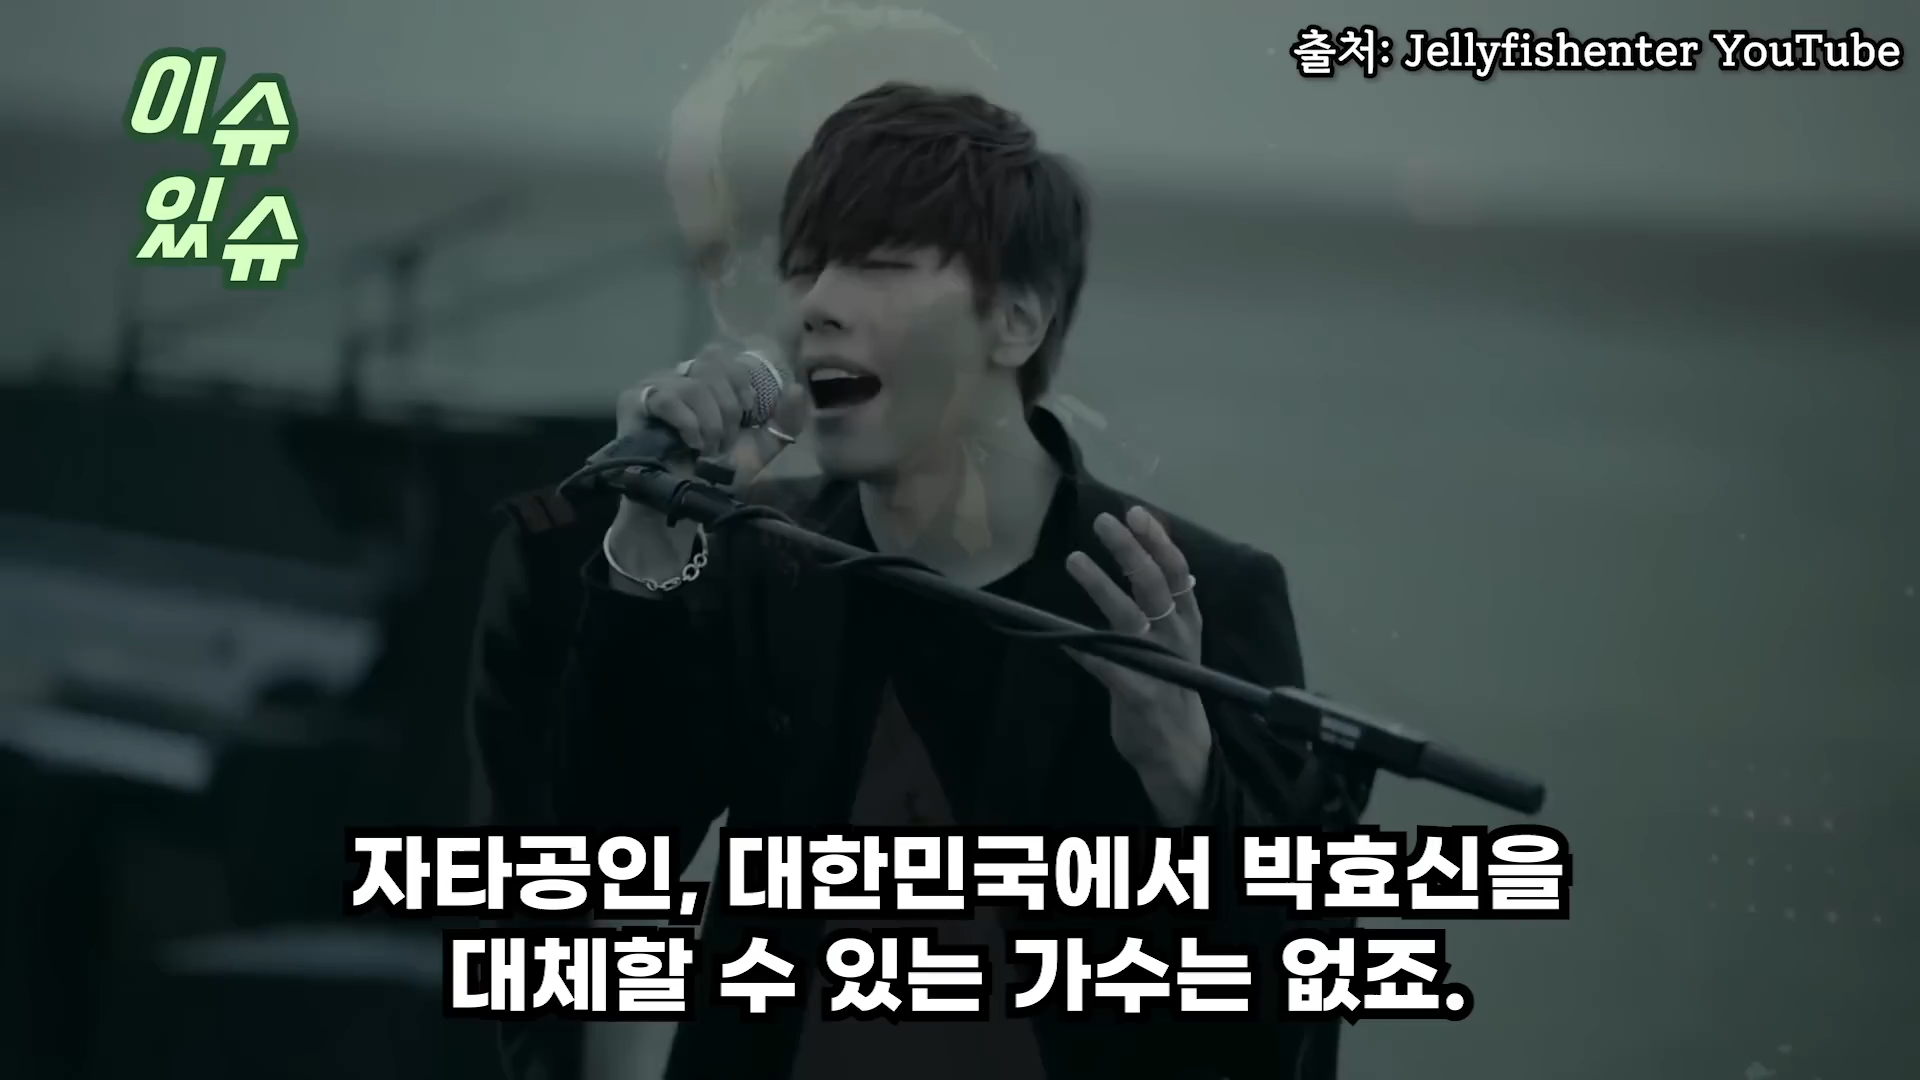 이슈
있슈
출처: Jellyfishenter YouTube
자타공인, 대한민국에서 박효신을
대체할 수 있는 가수는 없죠.